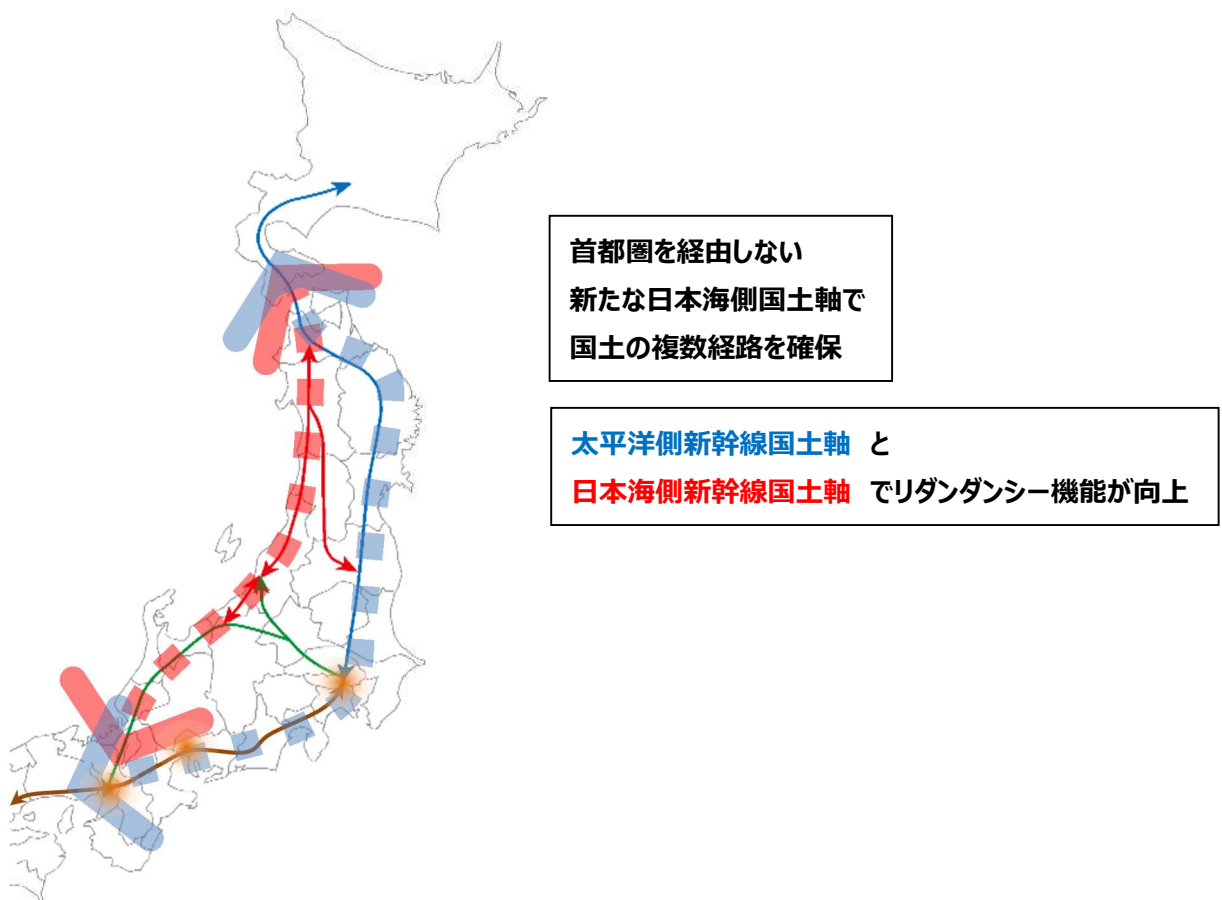 首都圏を経由しない
新たな日本海側国土軸で
国土の複数経路を確保
太平洋側新幹線国土軸 と
日本海側新幹線国土軸 でリダンダンシー機能が向上